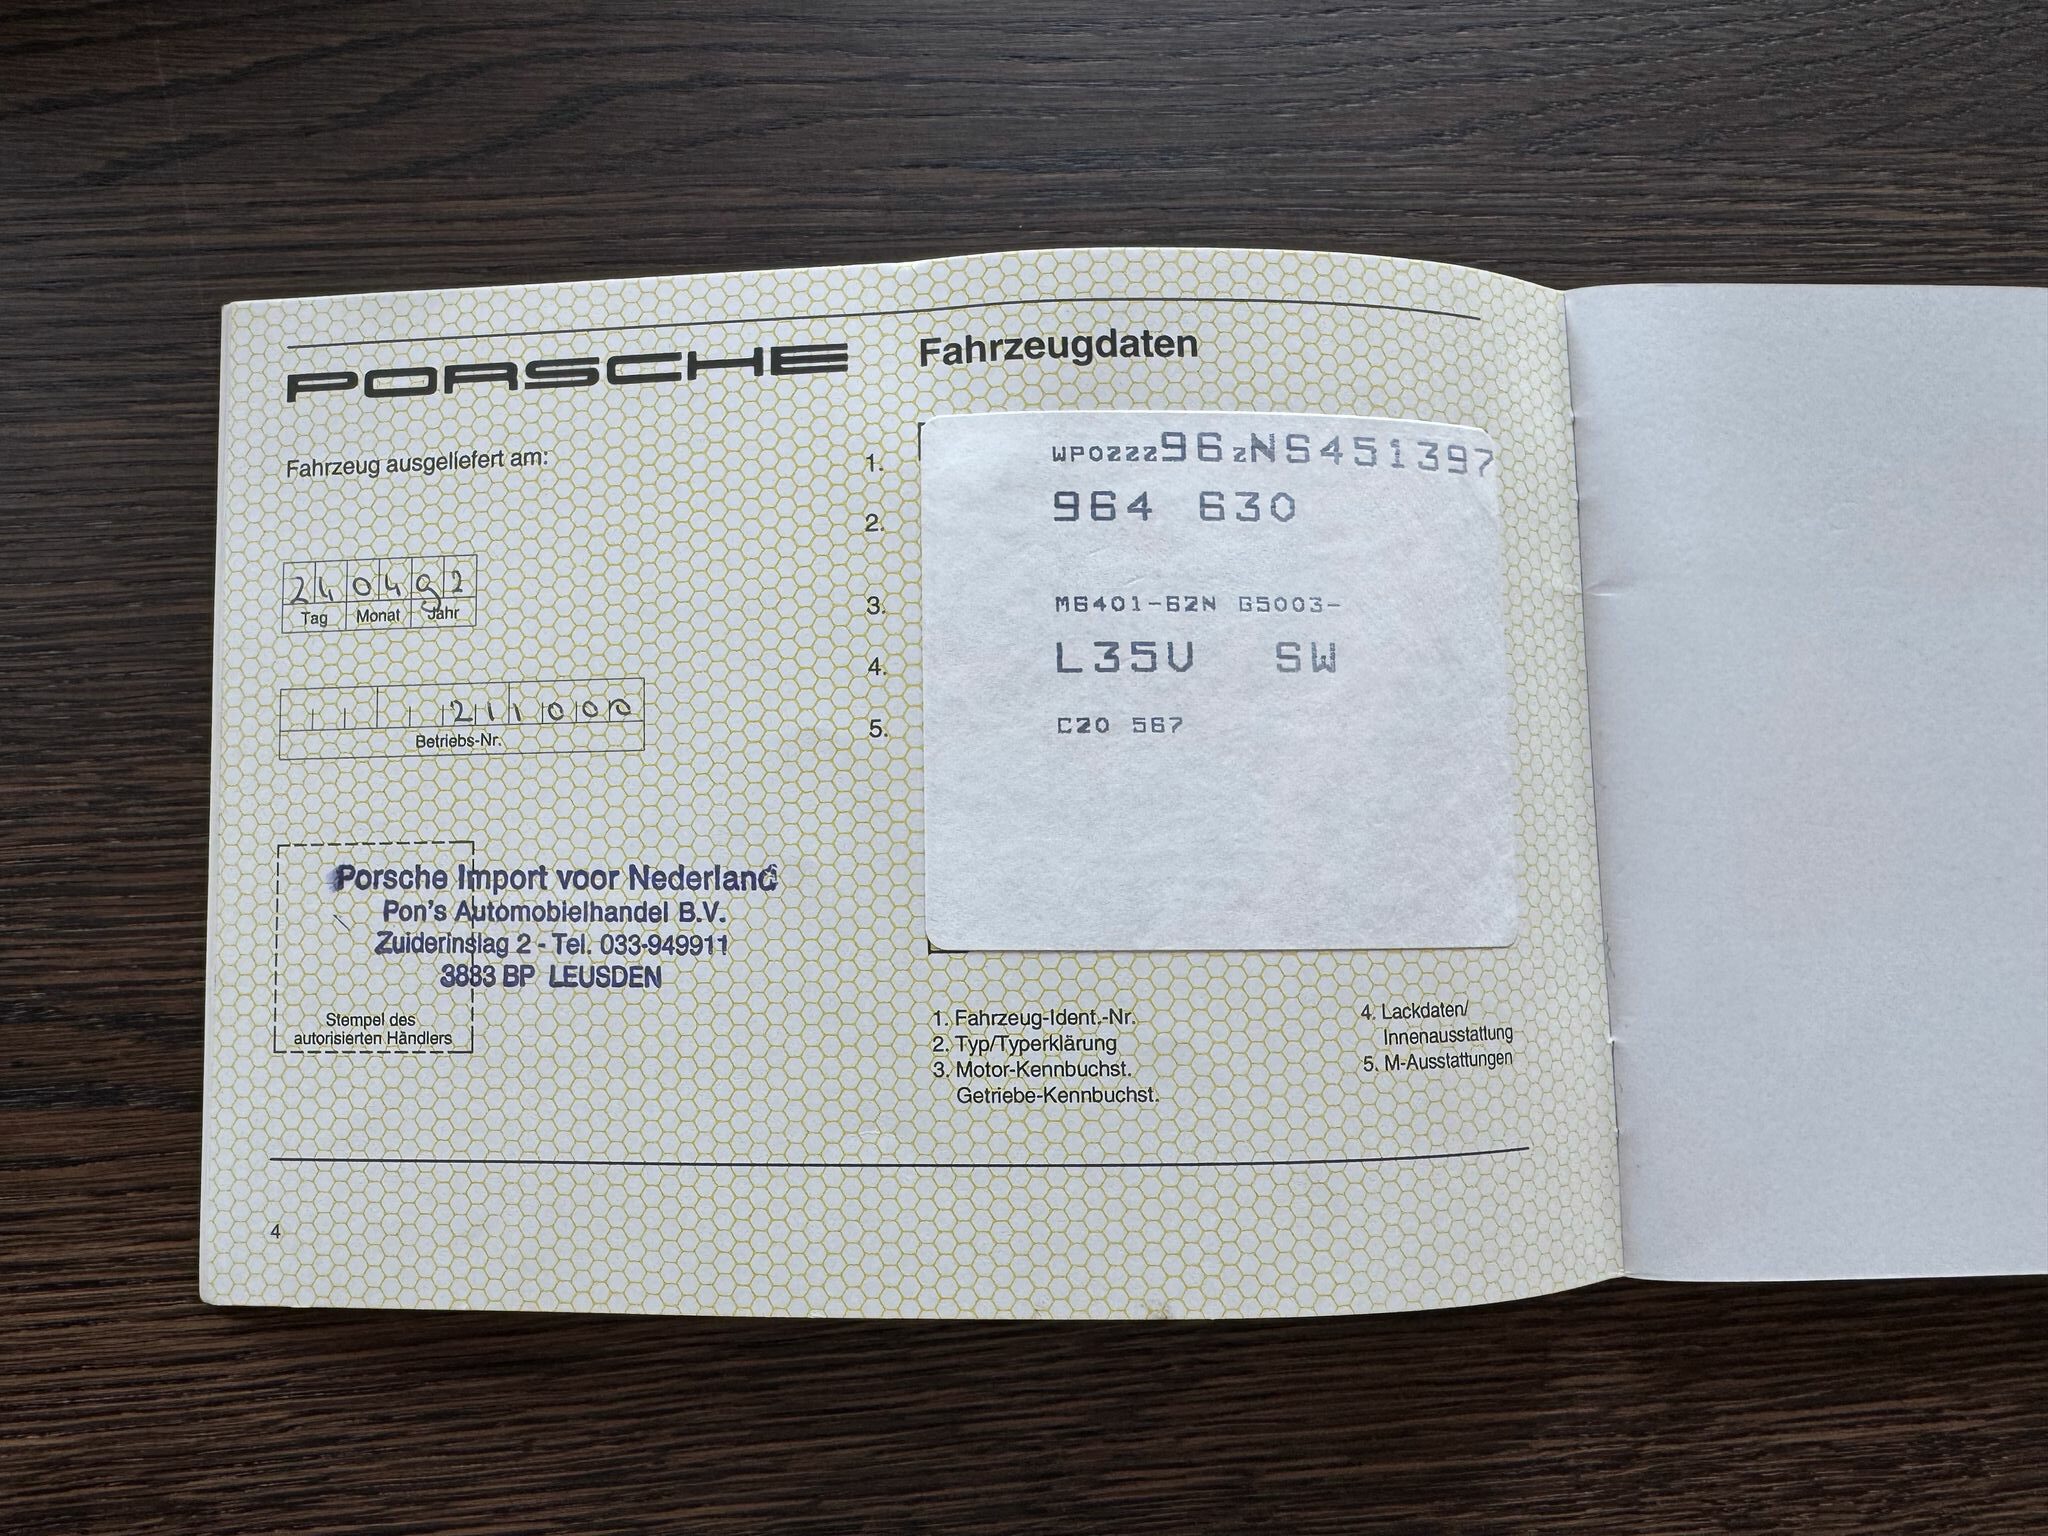 PORSCHE
Fahrzeugdaten
Fahrzeug ausgeliefert am:
24 04 92
Tag Monat Jahr
211000
Betriebs-Nr.
Porsche Import voor Nederland
Pon's Automobielhandel B.V.
Zuiderinslag 2 - Tel. 033-949911
3883 BP LEUSDEN
Stempel des
autorisierten Händlers
1. WP0ZZZ96ZNS451397
2. 964 630
3. M6401-62N G5003-
4. L35V SW
5. C20 567
1. Fahrzeug-Ident.-Nr.
2. Typ/Typerklärung
3. Motor-Kennbuchst.
Getriebe-Kennbuchst.
4. Lackdaten/
Innenausstattung
5. M-Ausstattungen
4